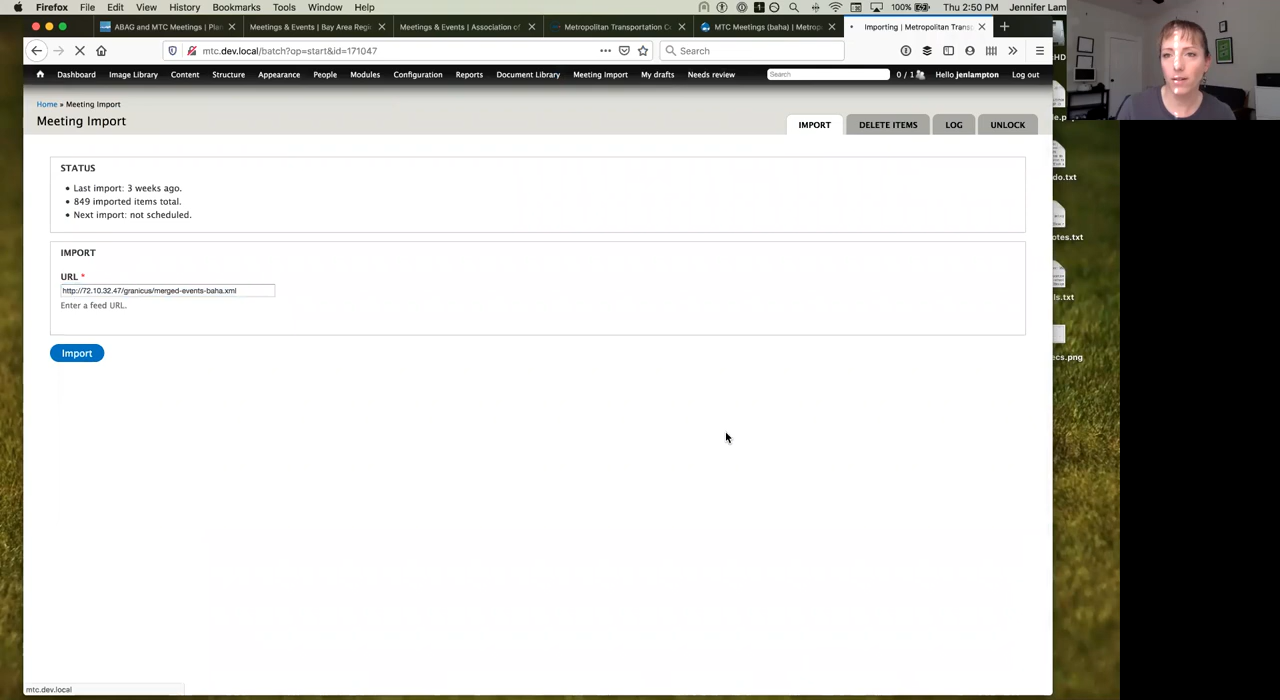 Firefox File Edit View History Bookmarks Tools Window Help 1 100% Thu 2:50 PM Jennifer Lam
ABAG and MTC Meetings | Plan Meetings & Events | Bay Area Regi Meetings & Events | Association of Metropolitan Transportation C MTC Meetings (baha) | Metrop Importing | Metropolitan Transp
mtc.dev.local/batch?op=start&id=171047 Search
Dashboard Image Library Content Structure Appearance People Modules Configuration Reports Document Library Meeting Import My drafts Needs review Search 0 / 1 Hello jenlampton Log out
HD
Home » Meeting Import
le.p
Meeting Import
IMPORT DELETE ITEMS LOG UNLOCK
STATUS
do.txt
• Last import: 3 weeks ago.
• 849 imported items total.
• Next import: not scheduled.
otes.txt
IMPORT
URL *
http://72.10.32.47/granicus/merged-events-baha.xml
ls.txt
Enter a feed URL.
Import
ecs.png
mtc.dev.local